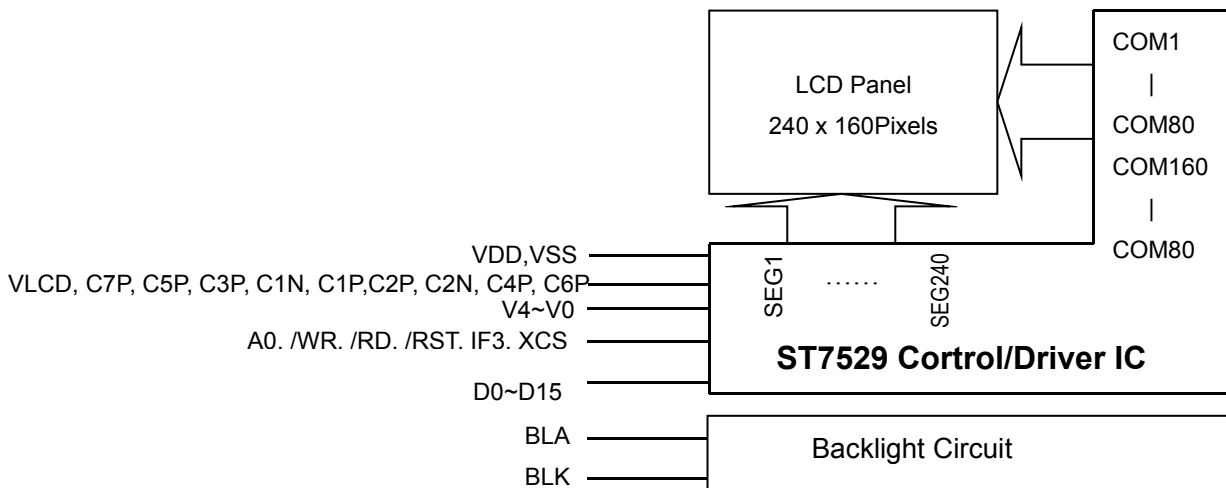 COM1
|
COM80
COM160
|
COM80
LCD Panel
240 x 160Pixels
SEG1
......
SEG240
ST7529 Cortrol/Driver IC
VDD,VSS
VLCD, C7P, C5P, C3P, C1N, C1P,C2P, C2N, C4P, C6P
V4~V0
A0. /WR. /RD. /RST. IF3. XCS
D0~D15
BLA
BLK
Backlight Circuit